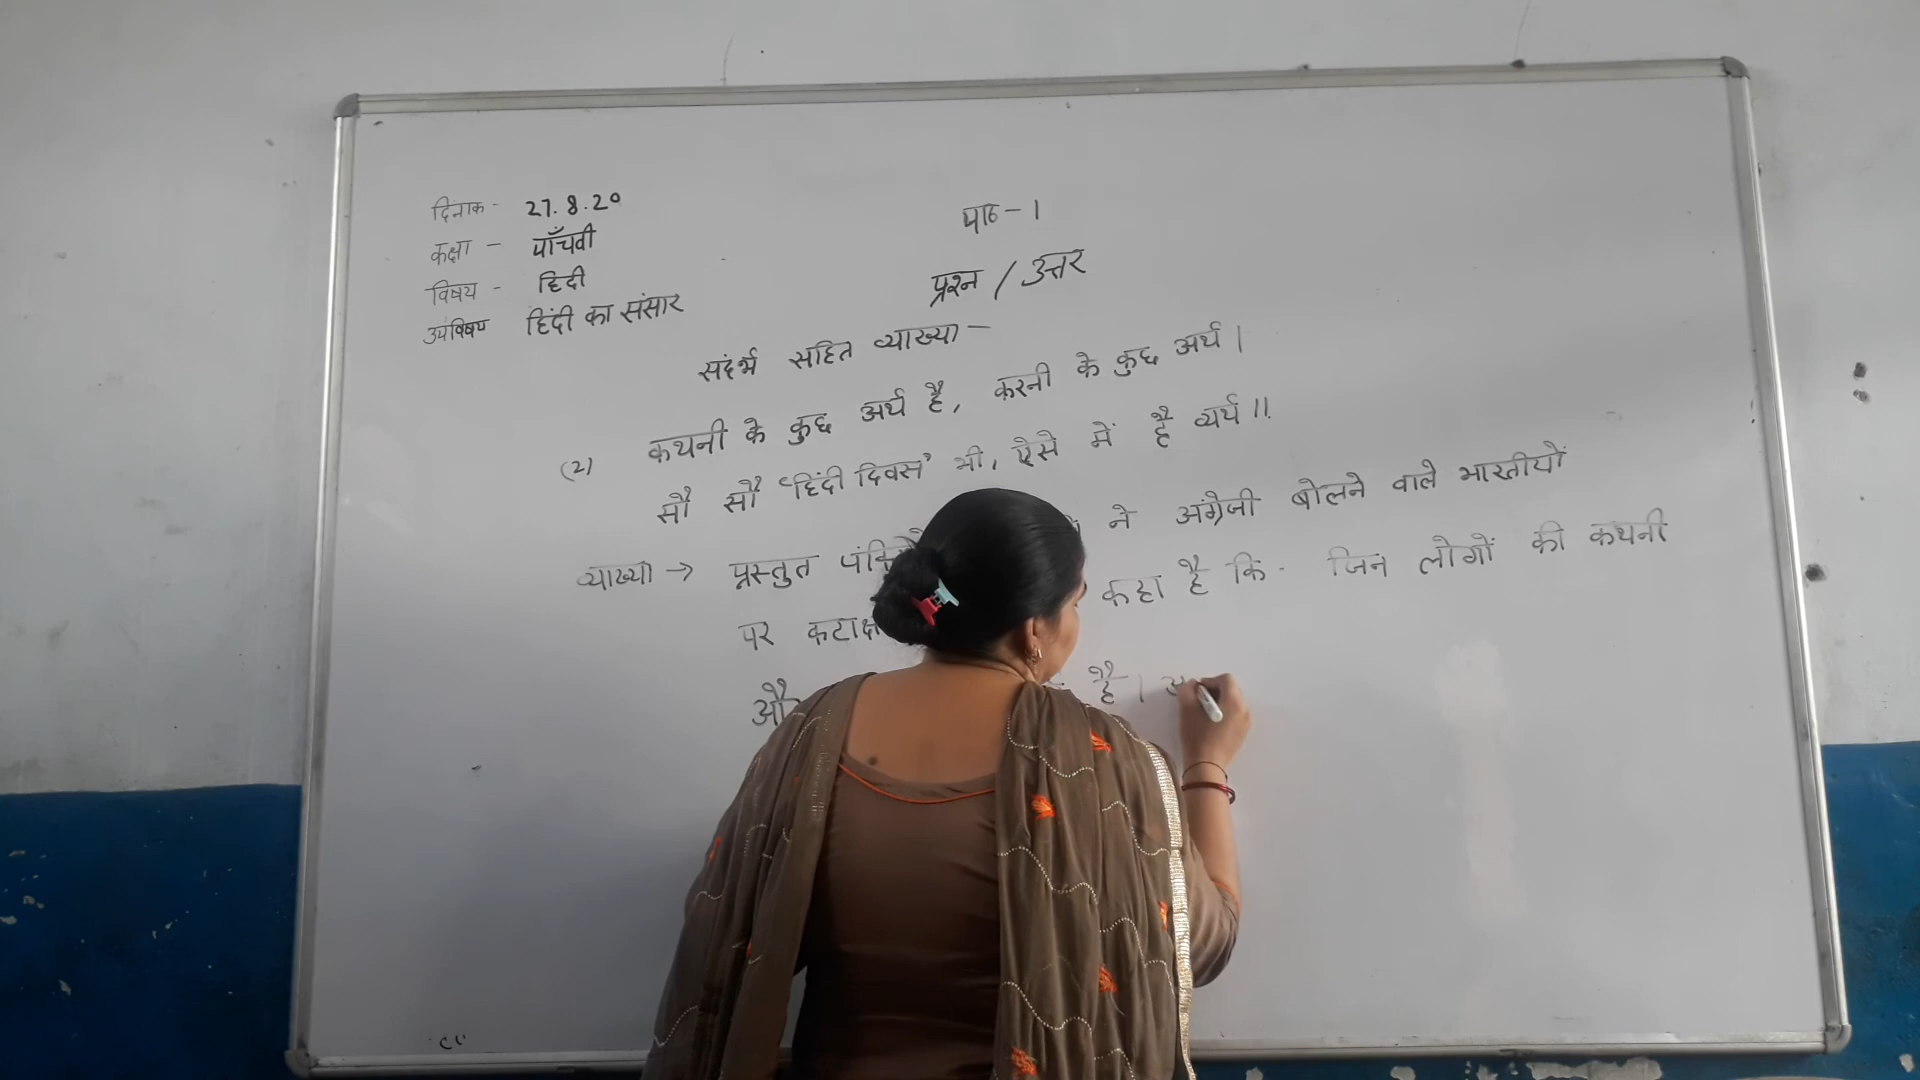 दिनाक - 27.8.20
कक्षा - पाँचवी
विषय - हिंदी
उपविषय हिंदी का संसार
पाठ - 1
प्रश्न / उत्तर
संदर्भ सहित व्याख्या -
(2) कथनी के कुछ अर्थ है, करनी के कुछ अर्थ |
सौ सौ 'हिंदी दिवस' भी, ऐसे में है व्यर्थ ||
व्याख्या → प्रस्तुत ने अंग्रेजी बोलने वाले भारतीयों
पर कटाक्ष कहा है कि - जिन लोगों की कथनी
है |